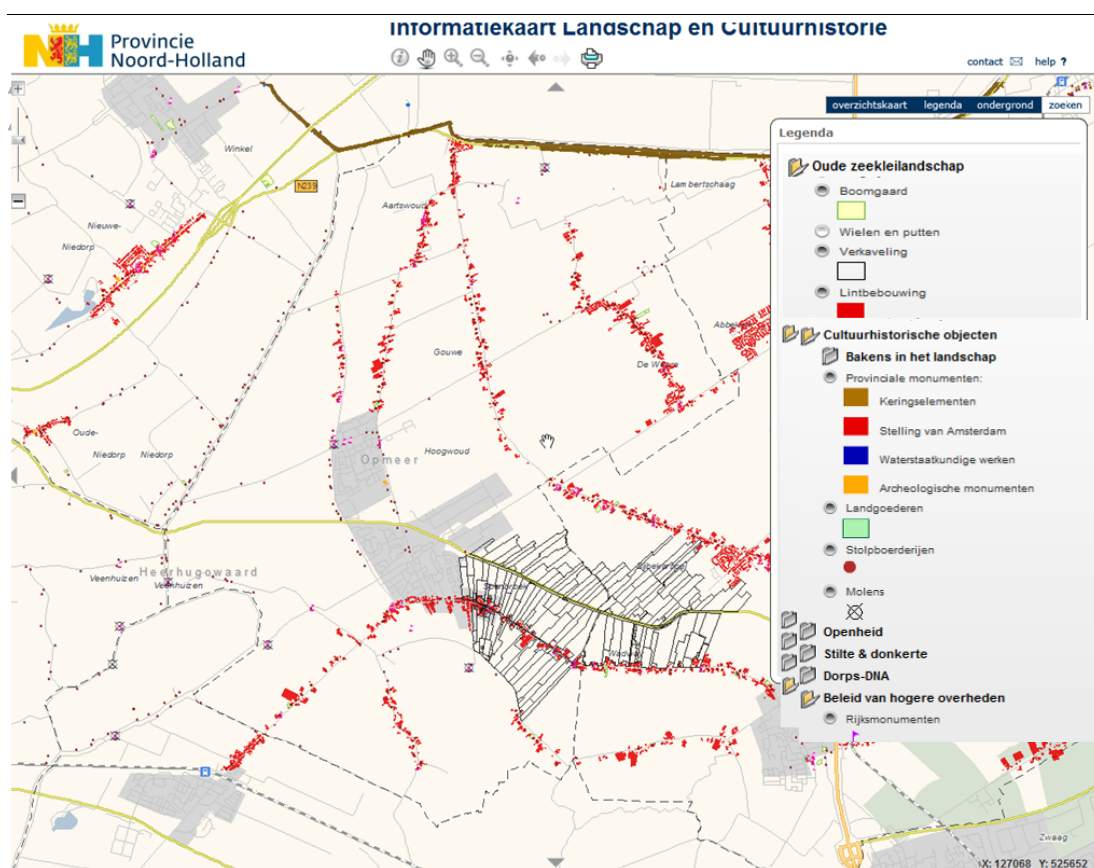 Informatiekaart Landschap en Cultuurhistorie
Provincie
Noord-Holland
contact
help ?
overzichtskaart legenda ondergrond zoeken
Legenda
Oude zeekleilandschap
Boomgaard
Wielen en putten
Verkaveling
Lintbebouwing
Cultuurhistorische objecten
Bakens in het landschap
Provinciale monumenten:
Keringselementen
Stelling van Amsterdam
Waterstaatkundige werken
Archeologische monumenten
Landgoederen
Stolpboerderijen
Molens
Openheid
Stilte & donkerte
Dorps-DNA
Beleid van hogere overheden
Rijksmonumenten
Winkel
N239
Lambertschaag
Aartswoud
Nieuwe-
Niedorp
Gouwe
De Weere
Oude-
Niedorp Niedorp
Opmeer
Hoogwoud
Veenhuizen
Heerhugowaard
Veenhuizen
Spanbroek
Zwaag
X: 127068 Y: 525652